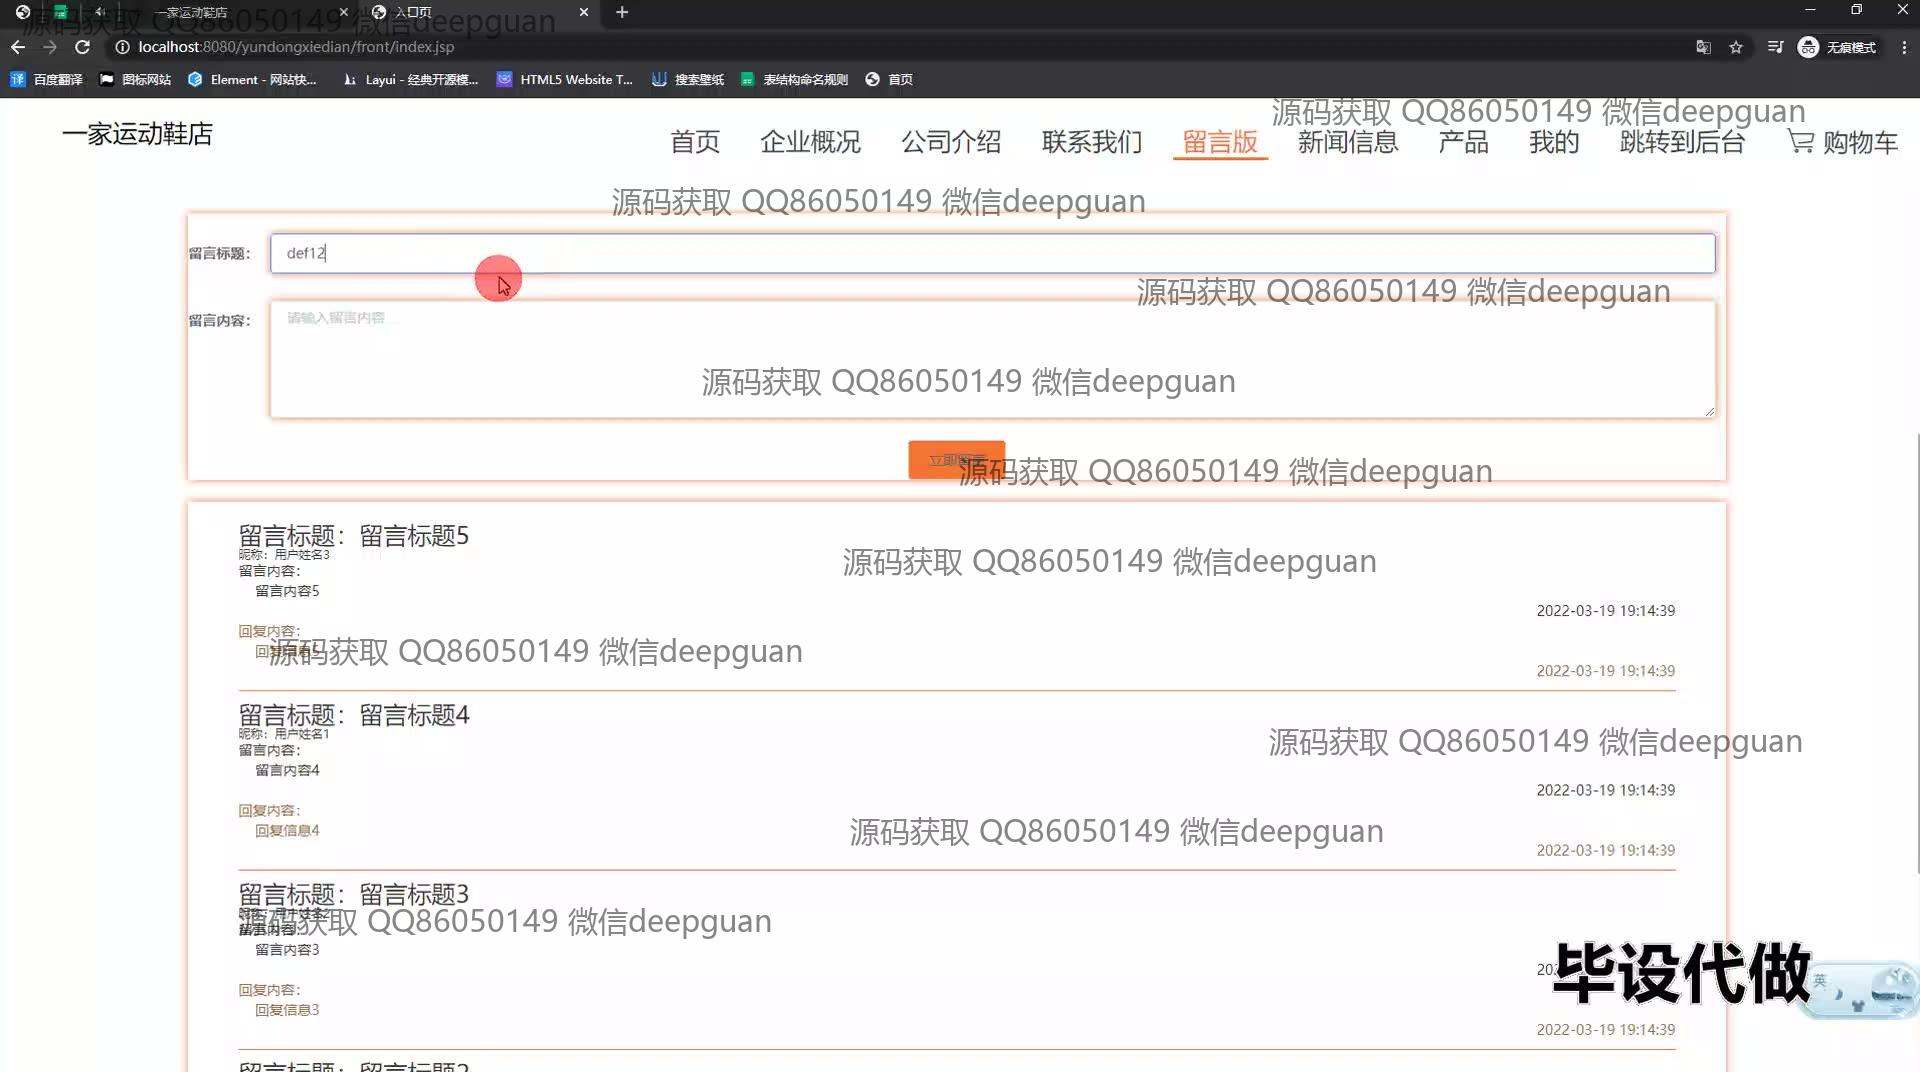 一家运动鞋店
入口页
源码获取 QQ86050149 微信deepguan
localhost:8080/yundongxiedian/front/index.jsp
无痕模式
百度翻译
图标网站
Element - 网站快...
Layui - 经典开源模...
HTML5 Website T...
搜索壁纸
表结构命名规则
首页
源码获取 QQ86050149 微信deepguan
一家运动鞋店
首页
企业概况
公司介绍
联系我们
留言版
新闻信息
产品
我的
跳转到后台
购物车
源码获取 QQ86050149 微信deepguan
留言标题：
def12
源码获取 QQ86050149 微信deepguan
留言内容：
请输入留言内容
源码获取 QQ86050149 微信deepguan
立即留言
源码获取 QQ86050149 微信deepguan
留言标题：留言标题5
昵称：用户姓名3
留言内容：
留言内容5
源码获取 QQ86050149 微信deepguan
2022-03-19 19:14:39
回复内容：
回复信息5
源码获取 QQ86050149 微信deepguan
2022-03-19 19:14:39
留言标题：留言标题4
昵称：用户姓名1
留言内容：
留言内容4
源码获取 QQ86050149 微信deepguan
2022-03-19 19:14:39
回复内容：
回复信息4
源码获取 QQ86050149 微信deepguan
2022-03-19 19:14:39
留言标题：留言标题3
昵称：用户姓名2
留言内容：
源码获取 QQ86050149 微信deepguan
留言内容3
毕设代做
英
回复内容：
回复信息3
2022-03-19 19:14:39
留言标题：留言标题2